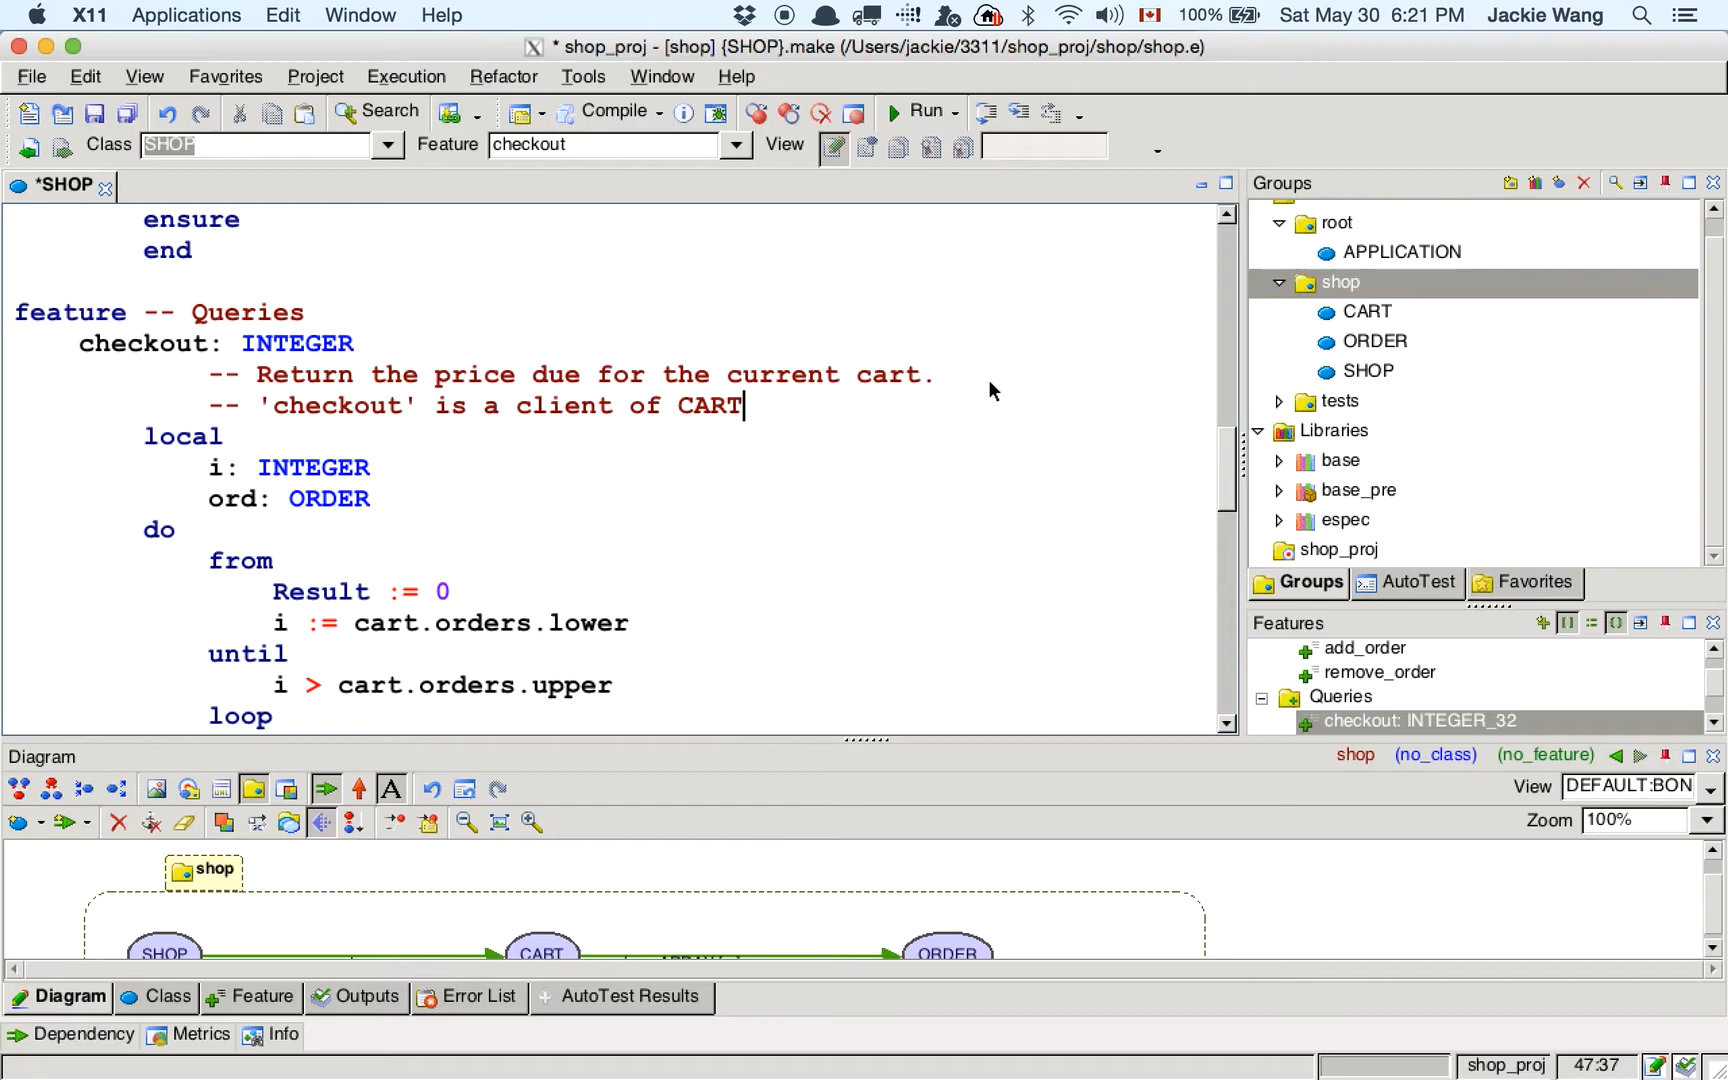 X11 Applications Edit Window Help 100% Sat May 30 6:21 PM Jackie Wang
* shop_proj - [shop] {SHOP}.make (/Users/jackie/3311/shop_proj/shop/shop.e)
File Edit View Favorites Project Execution Refactor Tools Window Help
Search Compile Run
Class SHOP Feature checkout View
*SHOP
ensure
end
feature -- Queries
checkout: INTEGER
-- Return the price due for the current cart.
-- 'checkout' is a client of CART
local
i: INTEGER
ord: ORDER
do
from
Result := 0
i := cart.orders.lower
until
i > cart.orders.upper
loop
Groups
root
APPLICATION
shop
CART
ORDER
SHOP
tests
Libraries
base
base_pre
espec
shop_proj
Groups AutoTest Favorites
Features
add_order
remove_order
Queries
checkout: INTEGER_32
Diagram shop (no_class) (no_feature)
View DEFAULT:BON
Zoom 100%
shop
SHOP CART ORDER
Diagram Class Feature Outputs Error List AutoTest Results
Dependency Metrics Info
shop_proj 47:37